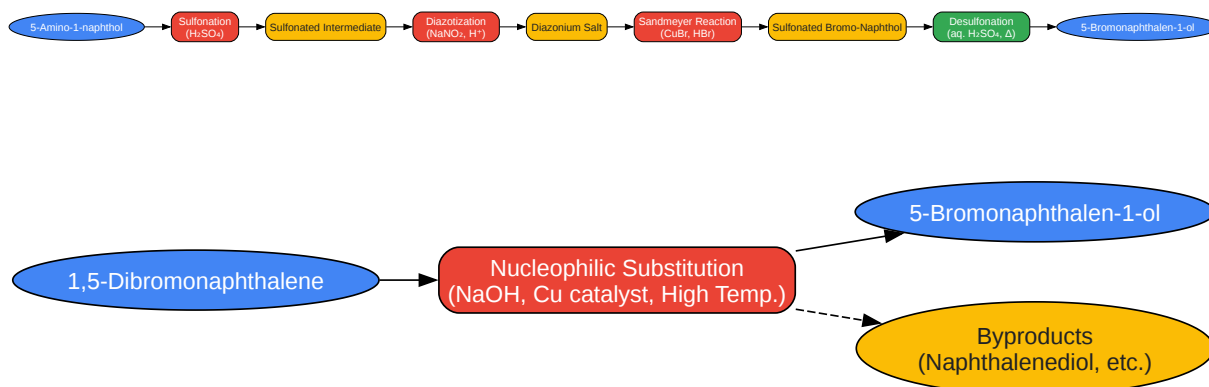 5-Amino-1-naphthol
Sulfonation
(H₂SO₄)
Sulfonated Intermediate
Diazotization
(NaNO₂, H⁺)
Diazonium Salt
Sandmeyer Reaction
(CuBr, HBr)
Sulfonated Bromo-Naphthol
Desulfonation
(aq. H₂SO₄, Δ)
5-Bromonaphthalen-1-ol
1,5-Dibromonaphthalene
Nucleophilic Substitution
(NaOH, Cu catalyst, High Temp.)
5-Bromonaphthalen-1-ol
Byproducts
(Naphthalenediol, etc.)